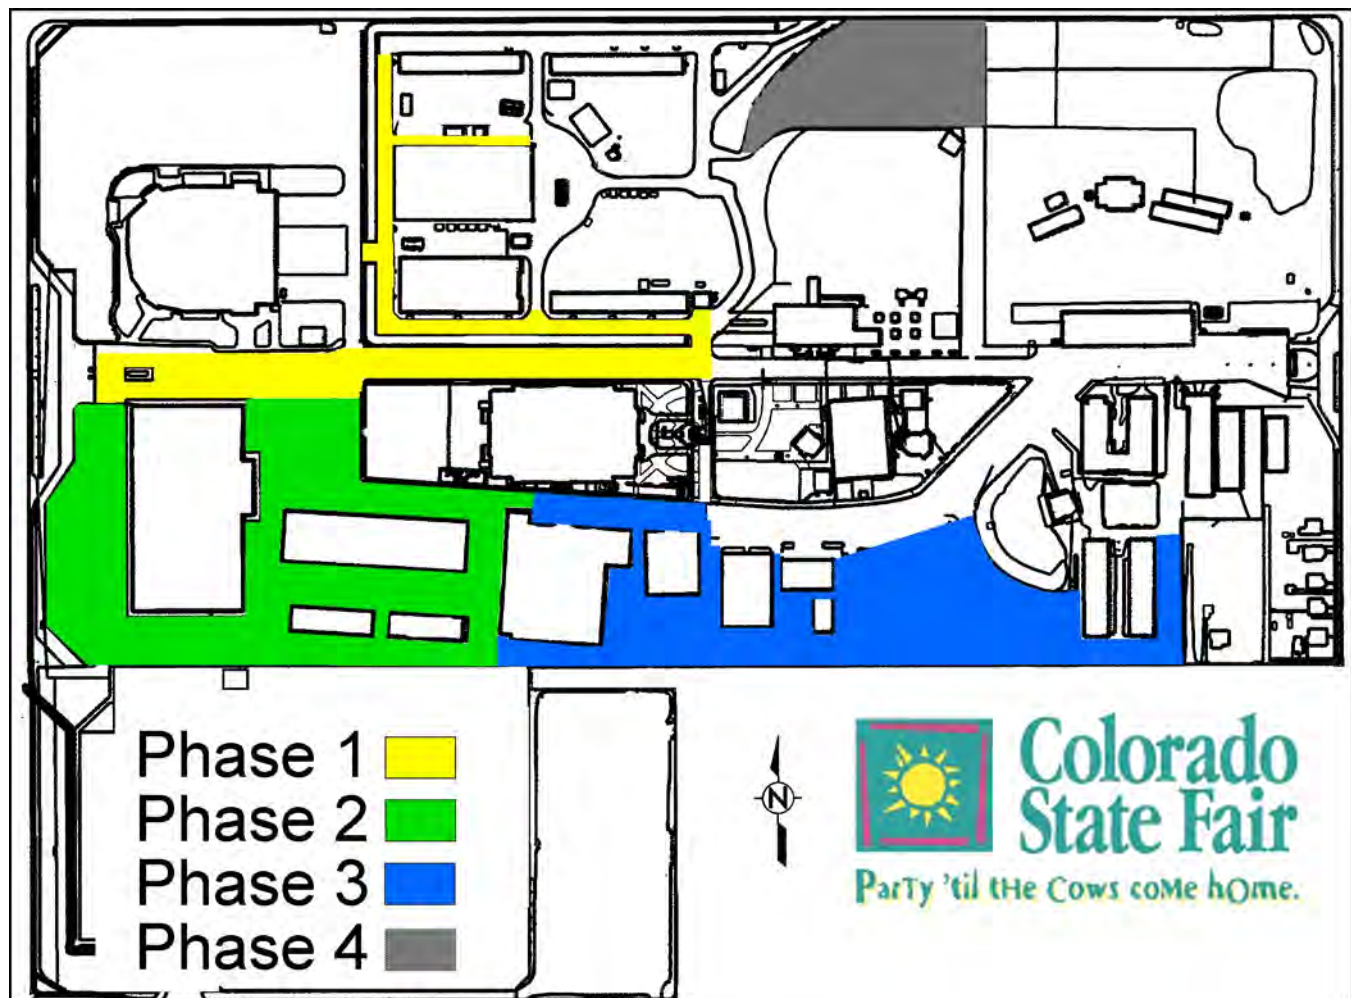 Phase 1
Phase 2
Phase 3
Phase 4
N
Colorado
State Fair
ParTy 'til tHe Cows coMe hOme.